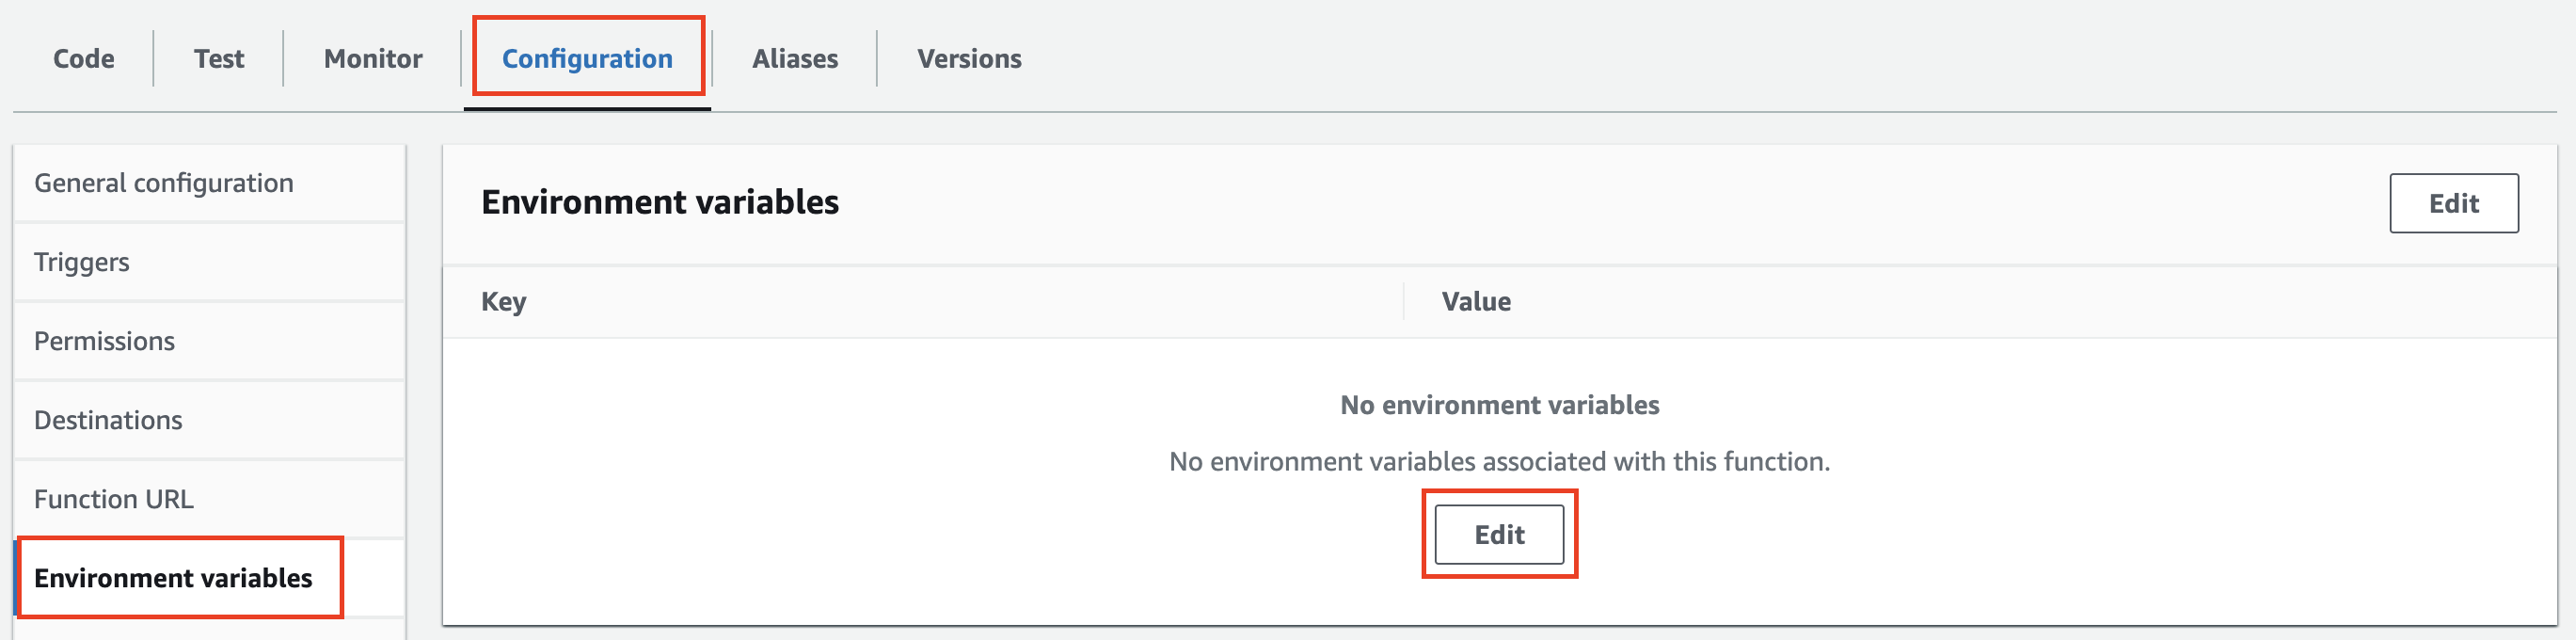 Code Test Monitor Configuration Aliases Versions
General configuration
Triggers
Permissions
Destinations
Function URL
Environment variables
Environment variables Edit
Key Value
No environment variables
No environment variables associated with this function.
Edit